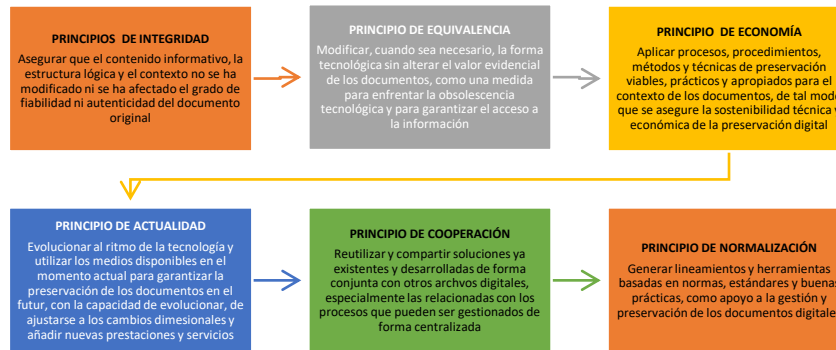 PRINCIPIOS DE INTEGRIDAD
Asegurar que el contenido informativo, la
estructura lógica y el contexto no se ha
modificado ni se ha afectado el grado de
fiabilidad ni autenticidad del documento
original
PRINCIPIO DE EQUIVALENCIA
Modificar, cuando sea necesario, la forma
tecnológica sin alterar el valor evidencial
de los documentos, como una medida
para enfrentar la obsolescencia
tecnológica y para garantizar el acceso a
la información
PRINCIPIO DE ECONOMÍA
Aplicar procesos, procedimientos,
métodos y técnicas de preservación
viables, prácticos y apropiados para el
contexto de los documentos, de tal modo
que se asegure la sostenibilidad técnica y
económica de la preservación digital
PRINCIPIO DE ACTUALIDAD
Evolucionar al ritmo de la tecnología y
utilizar los medios disponibles en el
momento actual para garantizar la
preservación de los documentos en el
futur, con la capacidad de evolucionar, de
ajustarse a los cambios dimesionales y
añadir nuevas prestaciones y servicios
PRINCIPIO DE COOPERACIÓN
Reutilizar y compartir soluciones ya
existentes y desarrolladas de forma
conjunta con otros archvos digitales,
especialmente las relacionadas con los
procesos que pueden ser gestionados de
forma centralizada
PRINCIPIO DE NORMALIZACIÓN
Generar lineamientos y herramientas
basadas en normas, estándares y buenas
prácticas, como apoyo a la gestión y
preservación de los documentos digitale